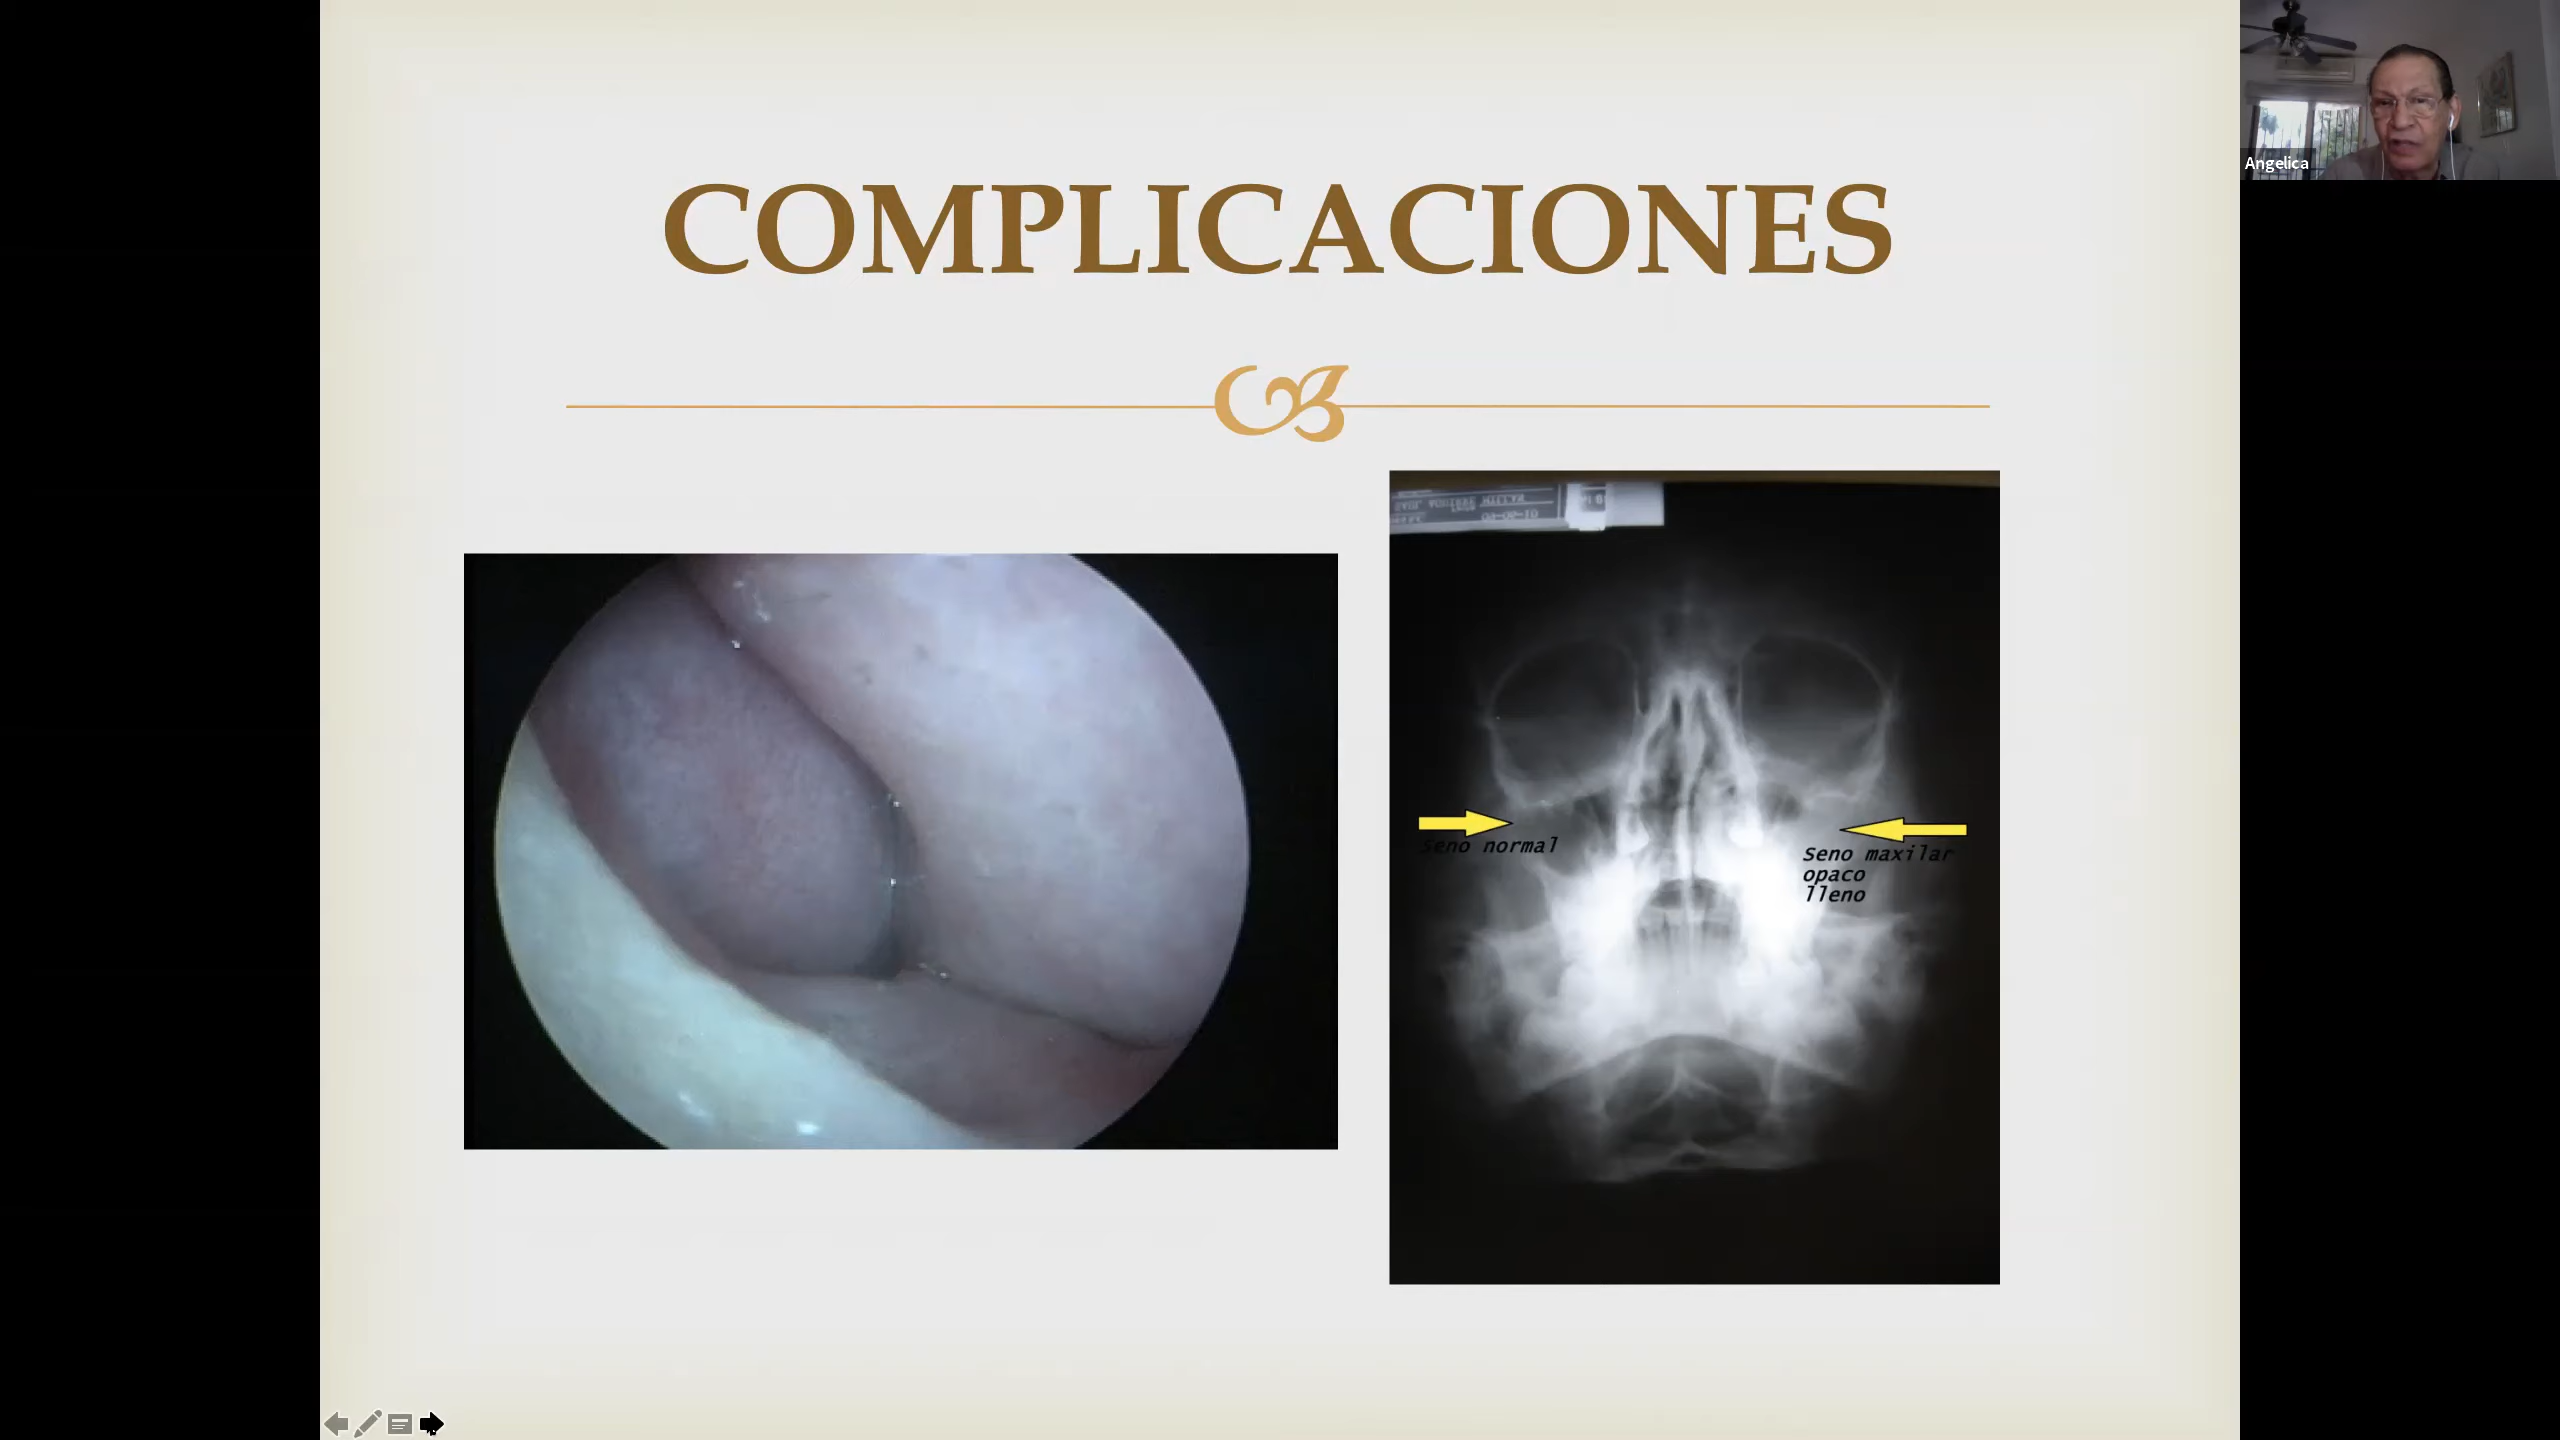 Angelica
COMPLICACIONES
Seno normal
Seno maxilar
opaco
lleno